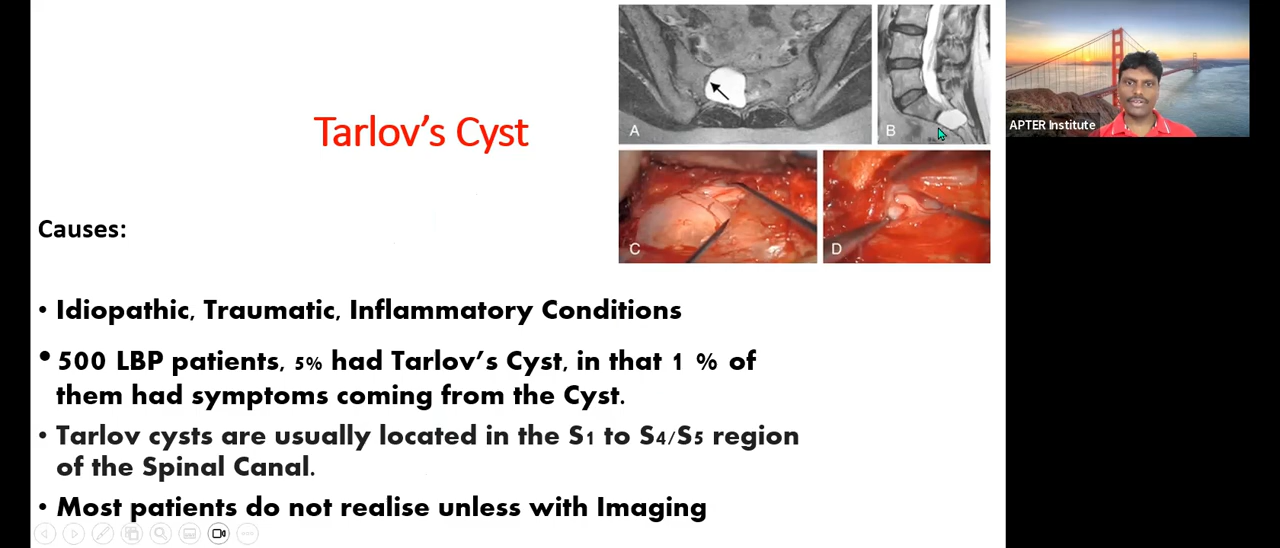 A
B
APTER Institute
Tarlov's Cyst
C
D
Causes:
• Idiopathic, Traumatic, Inflammatory Conditions
• 500 LBP patients, 5% had Tarlov's Cyst, in that 1 % of
them had symptoms coming from the Cyst.
• Tarlov cysts are usually located in the S1 to S4/S5 region
of the Spinal Canal.
• Most patients do not realise unless with Imaging